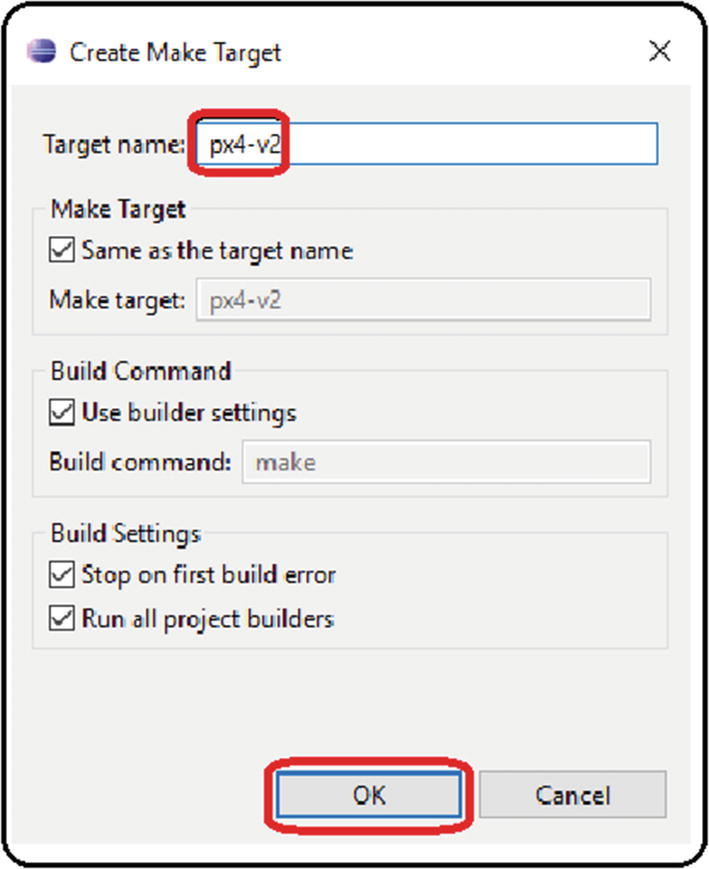 Create Make Target
Target name: px4-v2
Make Target
Same as the target name
Make target: px4-v2
Build Command
Use builder settings
Build command: make
Build Settings
Stop on first build error
Run all project builders
OK Cancel